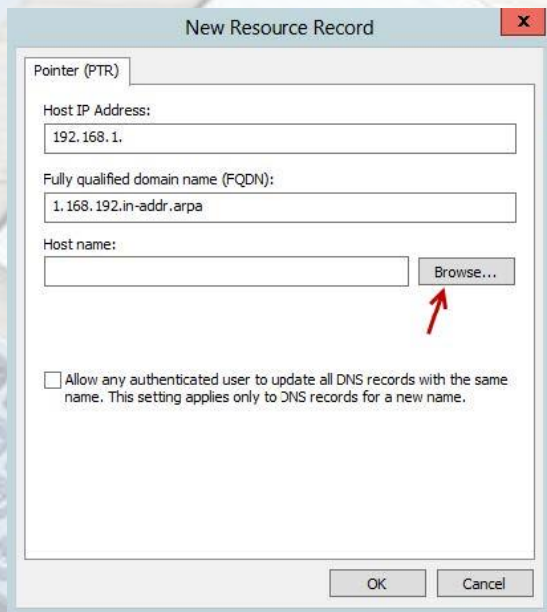 New Resource Record
x
Pointer (PTR)
Host IP Address:
192.168.1.
Fully qualified domain name (FQDN):
1.168.192.in-addr.arpa
Host name:
Browse...
Allow any authenticated user to update all DNS records with the same
name. This setting applies only to DNS records for a new name.
OK
Cancel